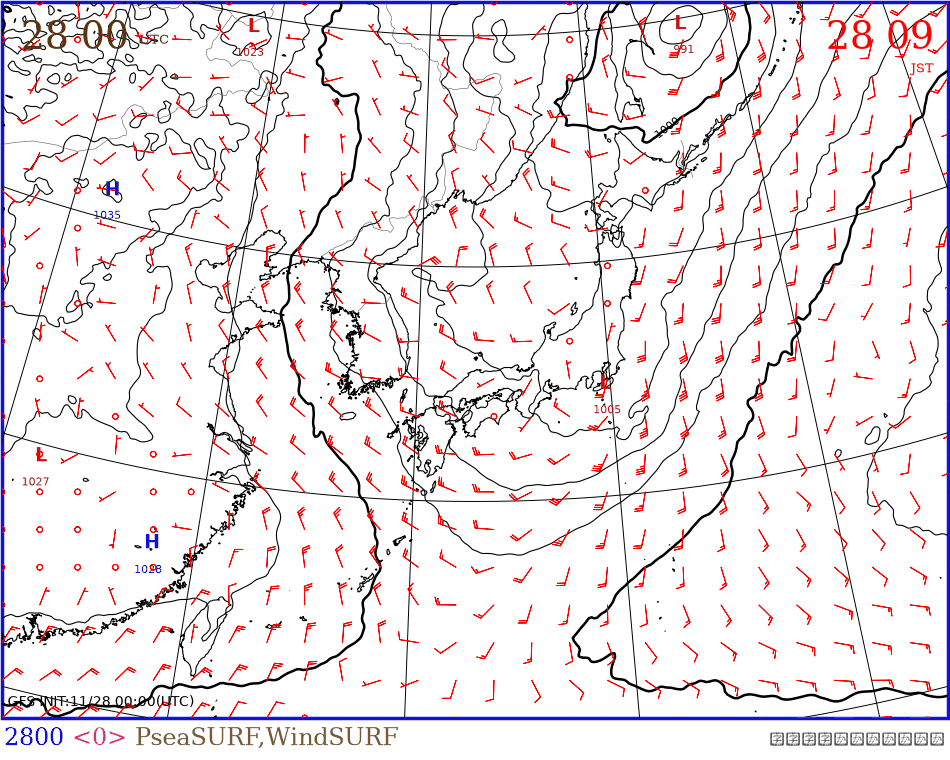 28 00 UTC
28 09
JST
L
1023
L
991
1000
H
1035
L
1005
L
1027
H
1028
GFS INIT:11/28 00:00(UTC)
2800 <0> PseaSURF,WindSURF